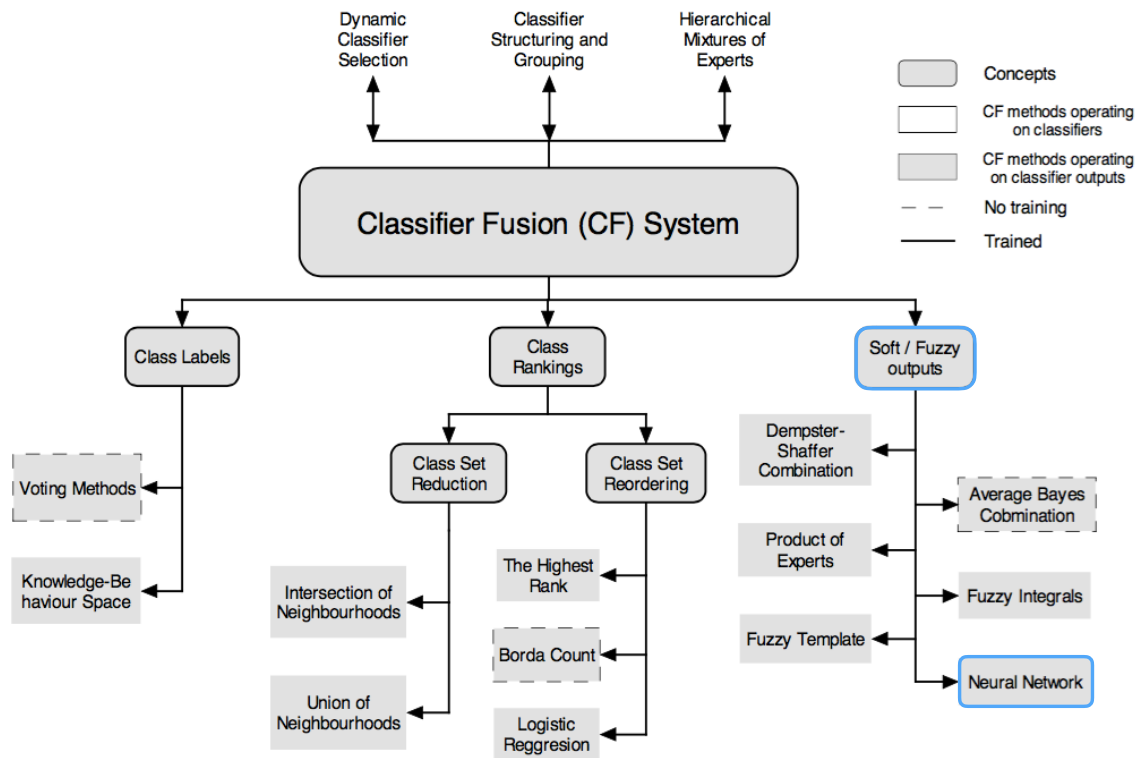 Dynamic
Classifier
Selection
Classifier
Structuring and
Grouping
Hierarchical
Mixtures of
Experts
Concepts
CF methods operating
on classifiers
CF methods operating
on classifier outputs
No training
Trained
Classifier Fusion (CF) System
Class Labels
Class
Rankings
Soft / Fuzzy
outputs
Voting Methods
Knowledge-Be
haviour Space
Class Set
Reduction
Class Set
Reordering
Intersection of
Neighbourhoods
Union of
Neighbourhoods
The Highest
Rank
Borda Count
Logistic
Reggresion
Dempster-
Shaffer
Combination
Average Bayes
Cobmination
Product of
Experts
Fuzzy Integrals
Fuzzy Template
Neural Network